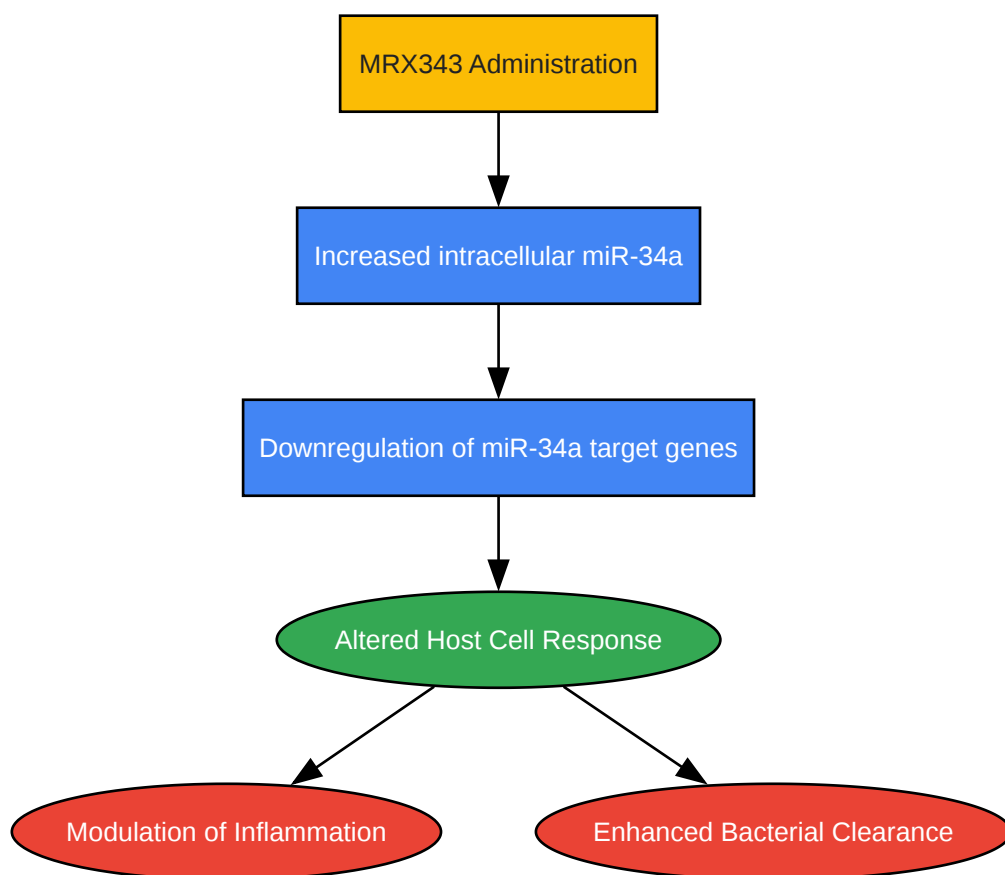 MRX343 Administration
Increased intracellular miR-34a
Downregulation of miR-34a target genes
Altered Host Cell Response
Modulation of Inflammation
Enhanced Bacterial Clearance